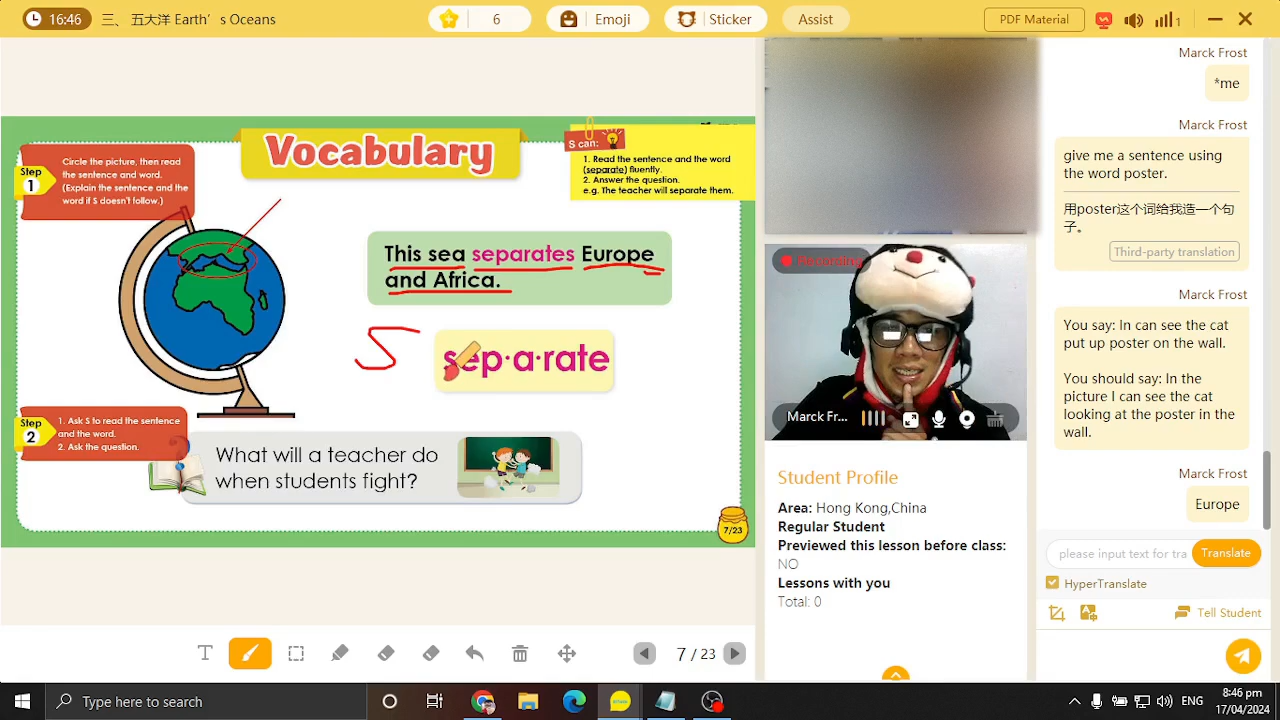 16:46
三、五大洋 Earth’s Oceans
6
Emoji
Sticker
Assist
PDF Material
1
Vocabulary
Step
1
Circle the picture, then read
the sentence and word.
(Explain the sentence and the
word if S doesn't follow.)
S can:
1. Read the sentence and the word
(separate) fluently.
2. Answer the question.
e.g. The teacher will separate them.
This sea separates Europe
and Africa.
S
sep·a·rate
Step
2
1. Ask S to read the sentence
and the word.
2. Ask the question.
What will a teacher do
when students fight?
7/23
7 / 23
Recording
Marck Fr...
Student Profile
Area: Hong Kong,China
Regular Student
Previewed this lesson before class:
NO
Lessons with you
Total: 0
Marck Frost
*me
Marck Frost
give me a sentence using
the word poster.
用poster这个词给我造一个句
子。
Third-party translation
Marck Frost
You say: In can see the cat
put up poster on the wall.
You should say: In the
picture I can see the cat
looking at the poster in the
wall.
Marck Frost
Europe
please input text for tra
Translate
HyperTranslate
Tell Student
Type here to search
ENG
8:46 pm
17/04/2024